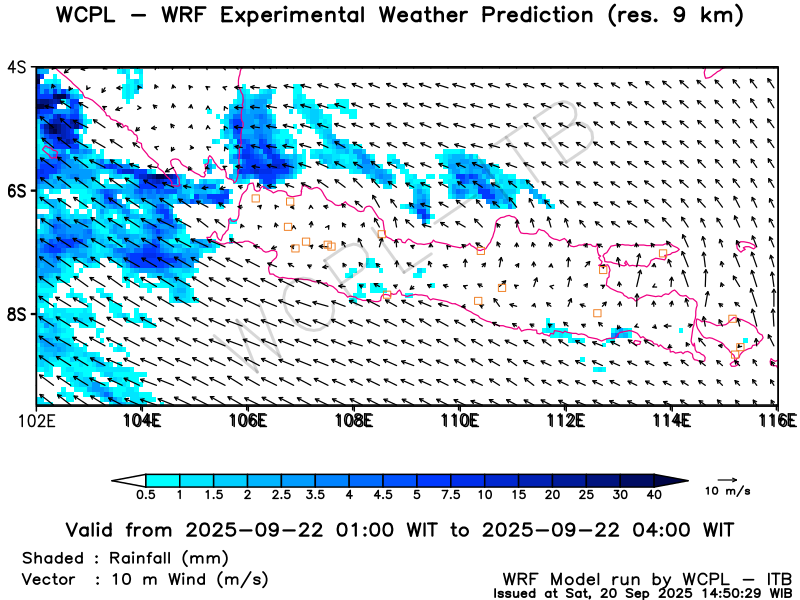 WCPL − WRF Experimental Weather Prediction (res. 9 km)
4S
6S
8S
WCPL-ITB
102E 104E 106E 108E 110E 112E 114E 116E
0.5 1 1.5 2 2.5 3.5 4 4.5 5 7.5 10 15 20 25 30 40
10 m/s
Valid from 2025−09−22 01:00 WIT to 2025−09−22 04:00 WIT
Shaded : Rainfall (mm)
Vector : 10 m Wind (m/s)
WRF Model run by WCPL − ITB
Issued at Sat, 20 Sep 2025 14:50:29 WIB